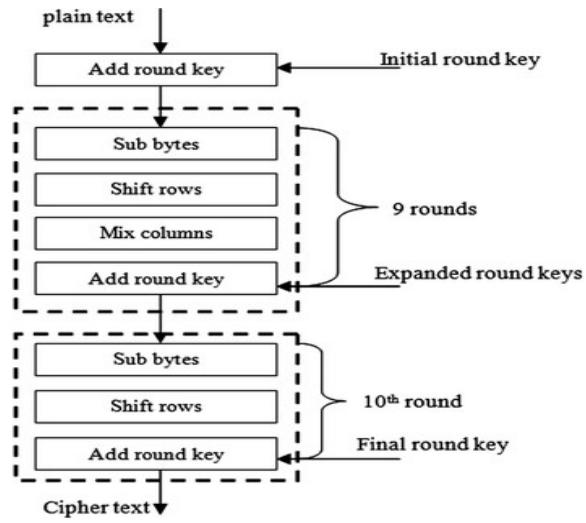 plain text
Add round key
Initial round key
Sub bytes
Shift rows
9 rounds
Mix columns
Add round key
Expanded round keys
Sub bytes
Shift rows
10th round
Add round key
Final round key
Cipher text